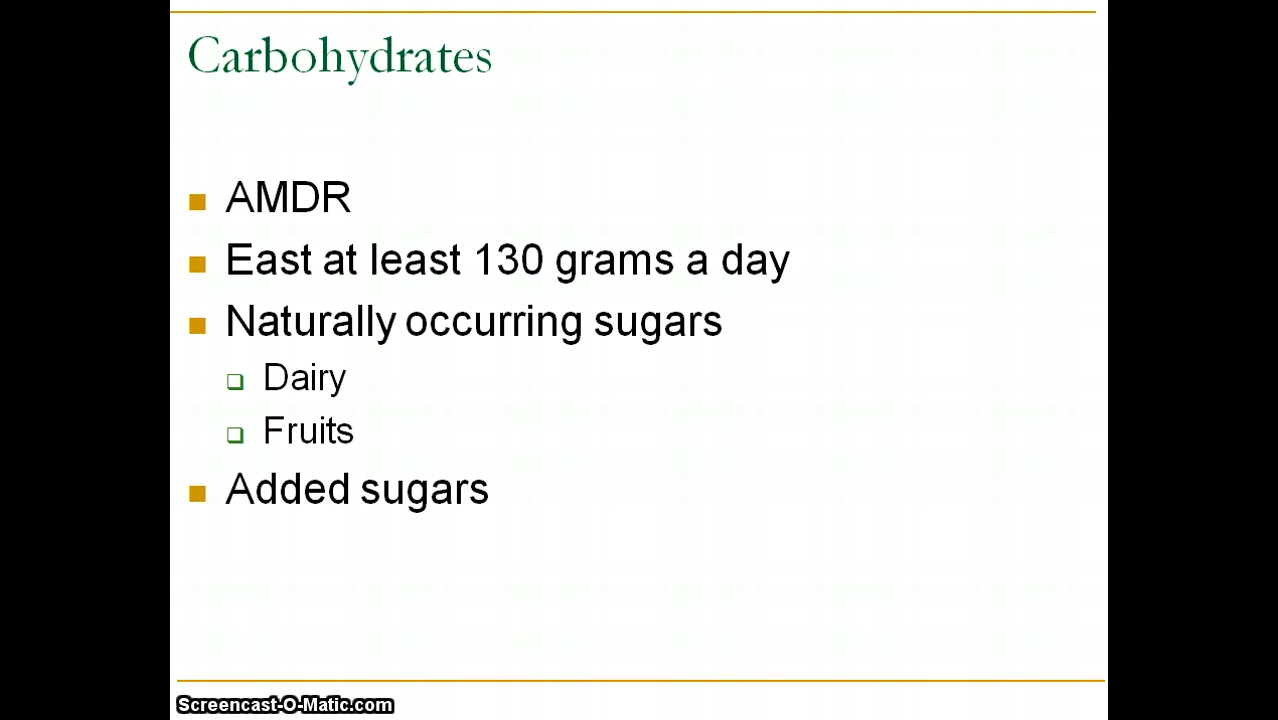 Carbohydrates
AMDR
East at least 130 grams a day
Naturally occurring sugars
Dairy
Fruits
Added sugars
Screencast-O-Matic.com